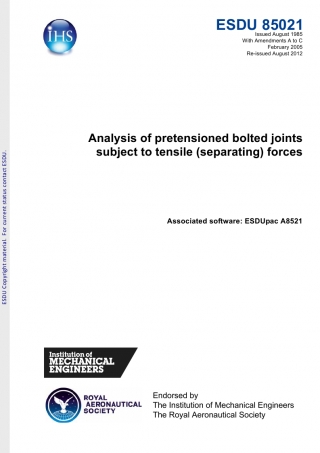 ESDU 85021
Issued August 1985
With Amendments A to C
February 2005
Re-issued August 2012
IHS
ESDU Copyright material. For current status contact ESDU.
Analysis of pretensioned bolted joints
subject to tensile (separating) forces
Associated software: ESDUpac A8521
Institution of
MECHANICAL
ENGINEERS
ROYAL
AERONAUTICAL
SOCIETY
Endorsed by
The Institution of Mechanical Engineers
The Royal Aeronautical Society